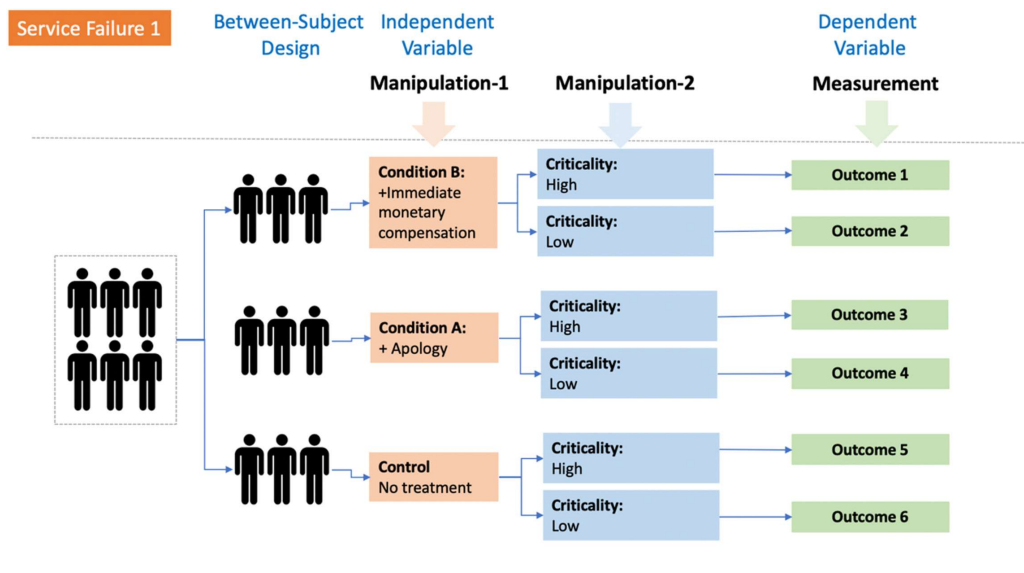 Service Failure 1
Between-Subject
Design
Independent
Variable
Dependent
Variable
Manipulation-1
Manipulation-2
Measurement
Condition B:
+Immediate
monetary
compensation
Criticality:
High
Outcome 1
Criticality:
Low
Outcome 2
Condition A:
+ Apology
Criticality:
High
Outcome 3
Criticality:
Low
Outcome 4
Control
No treatment
Criticality:
High
Outcome 5
Criticality:
Low
Outcome 6